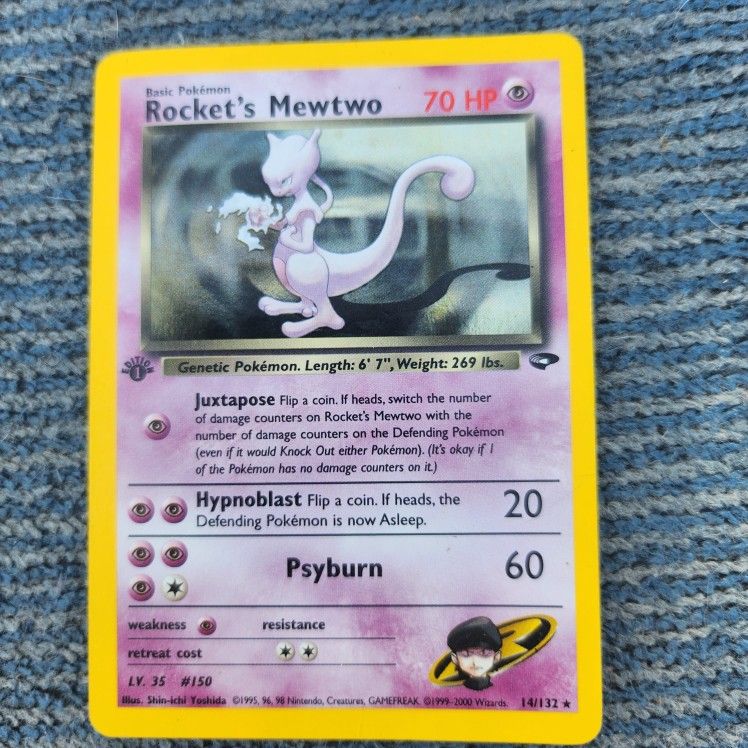 Basic Pokémon
Rocket's Mewtwo 70 HP
EDITION
1
Genetic Pokémon. Length: 6' 7", Weight: 269 lbs.
Juxtapose Flip a coin. If heads, switch the number
of damage counters on Rocket's Mewtwo with the
number of damage counters on the Defending Pokémon
(even if it would Knock Out either Pokémon). (It's okay if 1
of the Pokémon has no damage counters on it.)
Hypnoblast Flip a coin. If heads, the 20
Defending Pokémon is now Asleep.
Psyburn 60
weakness resistance
retreat cost
LV. 35 #150
Illus. Shin-ichi Yoshida ©1995, 96, 98 Nintendo, Creatures, GAMEFREAK. ©1999-2000 Wizards. 14/132 ★